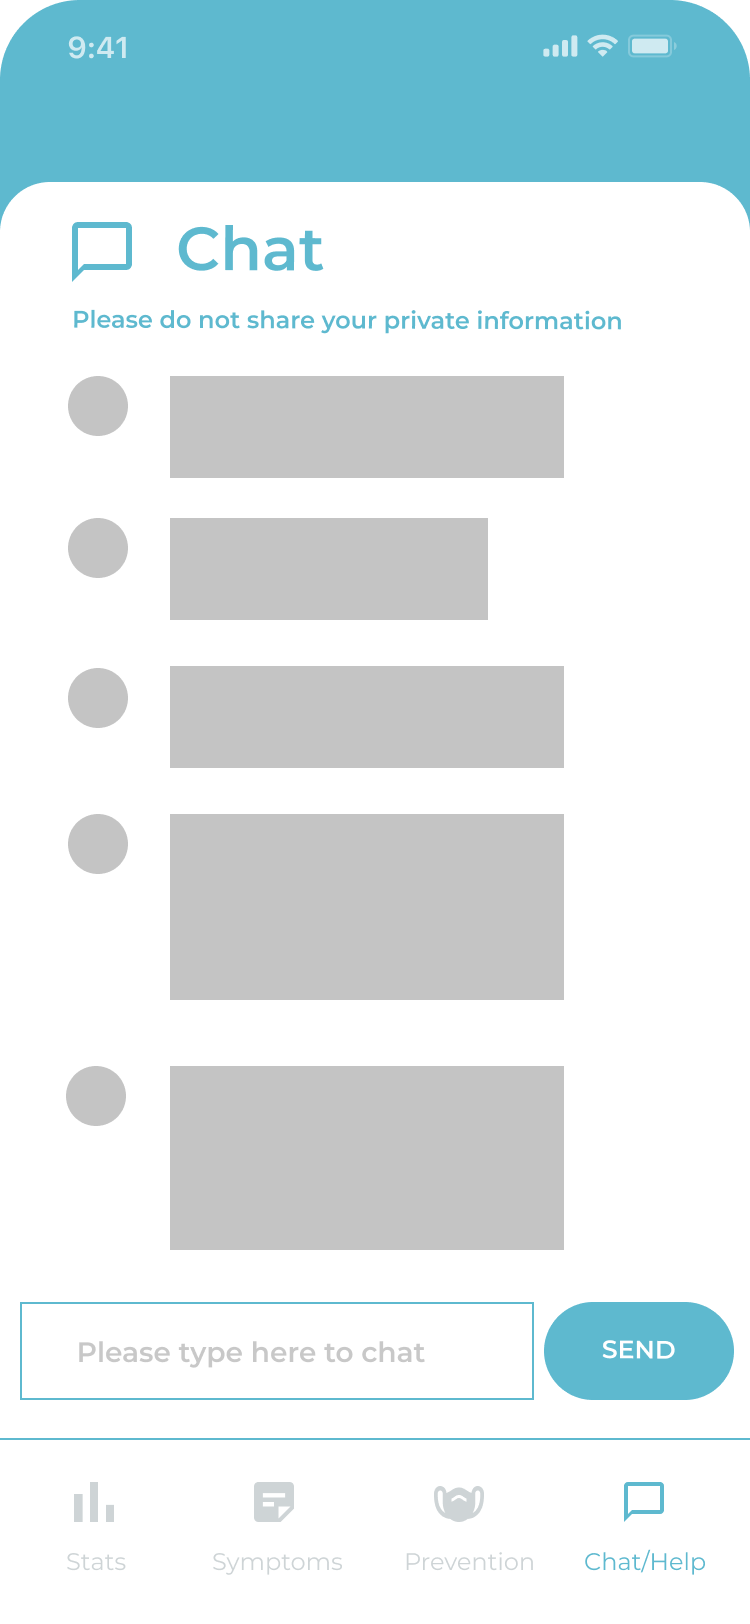 9:41
Chat
Please do not share your private information
Please type here to chat
SEND
Stats
Symptoms
Prevention
Chat/Help